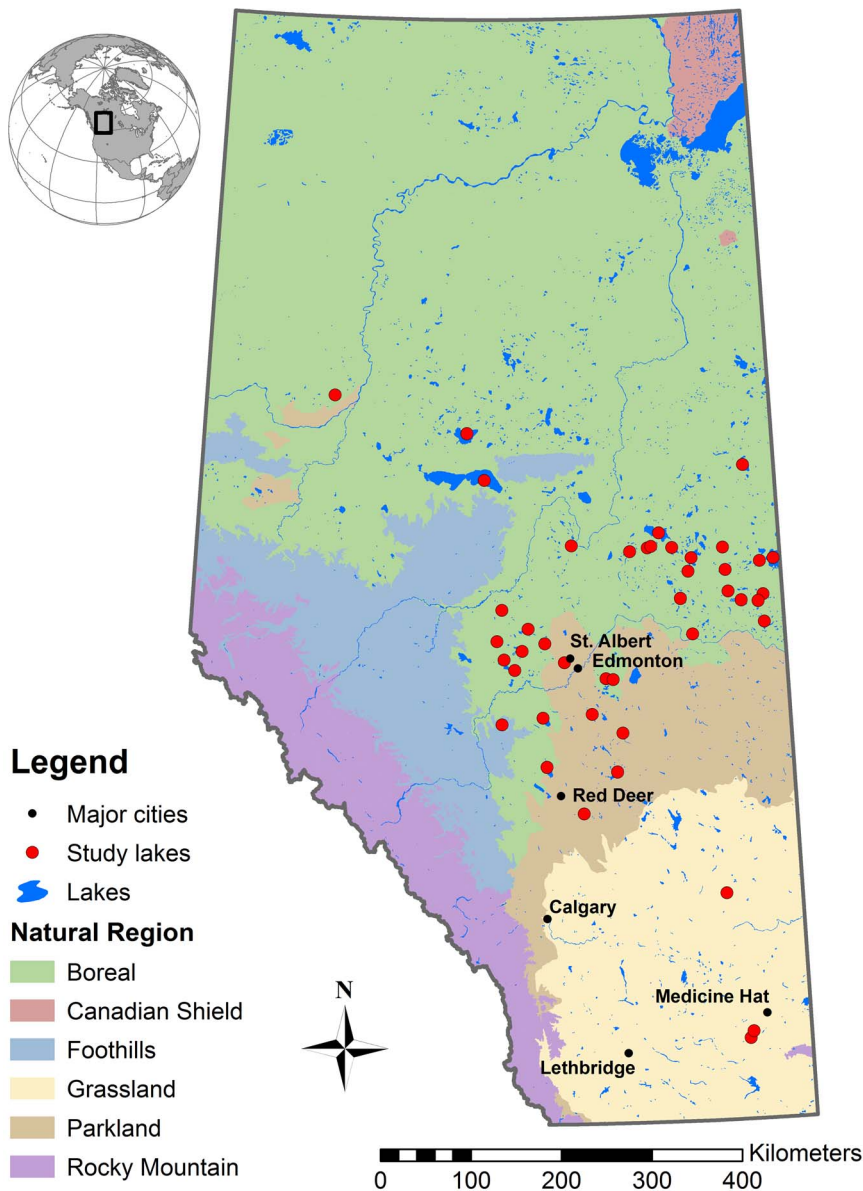 St. Albert
Edmonton
Red Deer
Calgary
Medicine Hat
Lethbridge
Legend
Major cities
Study lakes
Lakes
Natural Region
Boreal
Canadian Shield
Foothills
Grassland
Parkland
Rocky Mountain
N
Kilometers
0 100 200 300 400